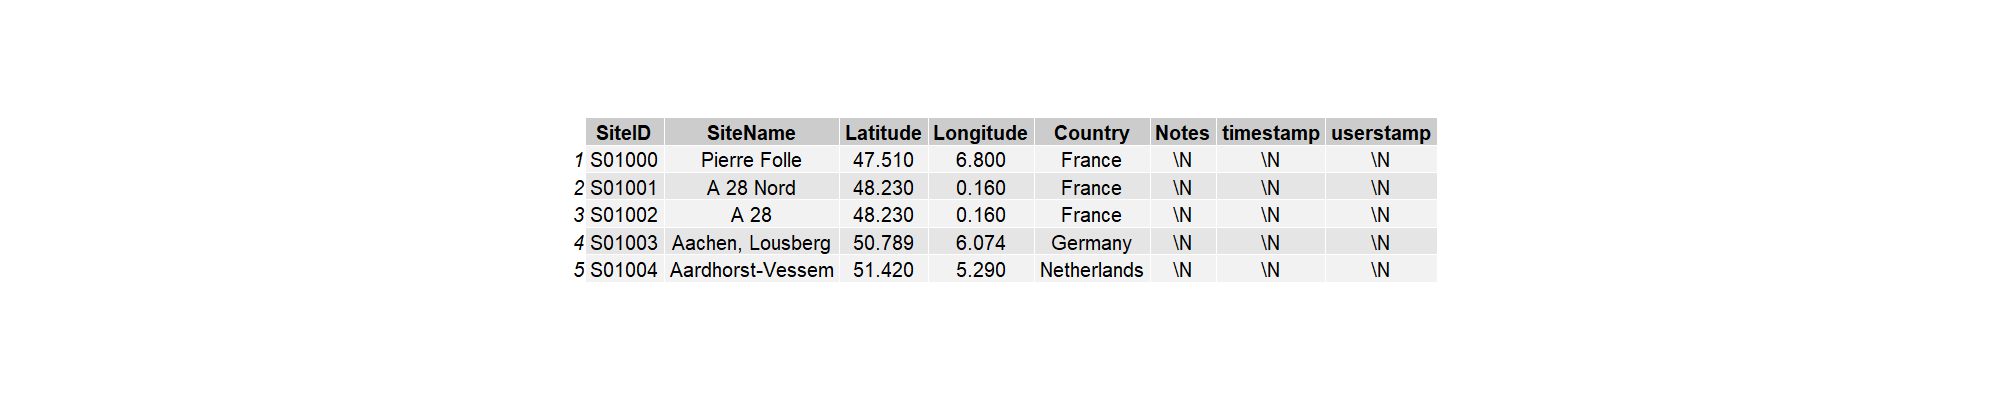 SiteID SiteName Latitude Longitude Country Notes timestamp userstamp
1 S01000 Pierre Folle 47.510 6.800 France \N \N \N
2 S01001 A 28 Nord 48.230 0.160 France \N \N \N
3 S01002 A 28 48.230 0.160 France \N \N \N
4 S01003 Aachen, Lousberg 50.789 6.074 Germany \N \N \N
5 S01004 Aardhorst-Vessem 51.420 5.290 Netherlands \N \N \N